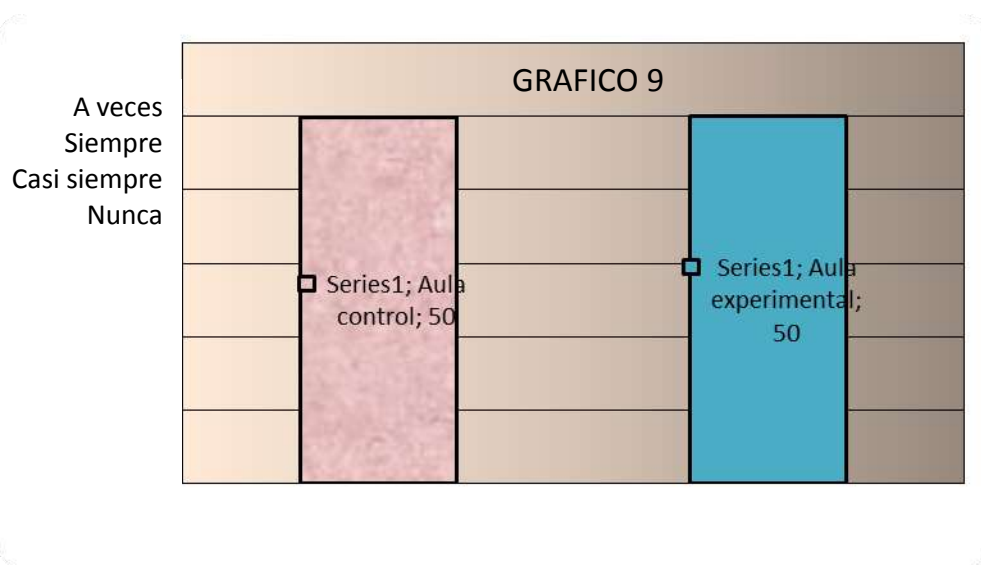 GRAFICO 9
A veces
Siempre
Casi siempre
Nunca
Series1; Aula
control; 50
Series1; Aula
experimental;
50